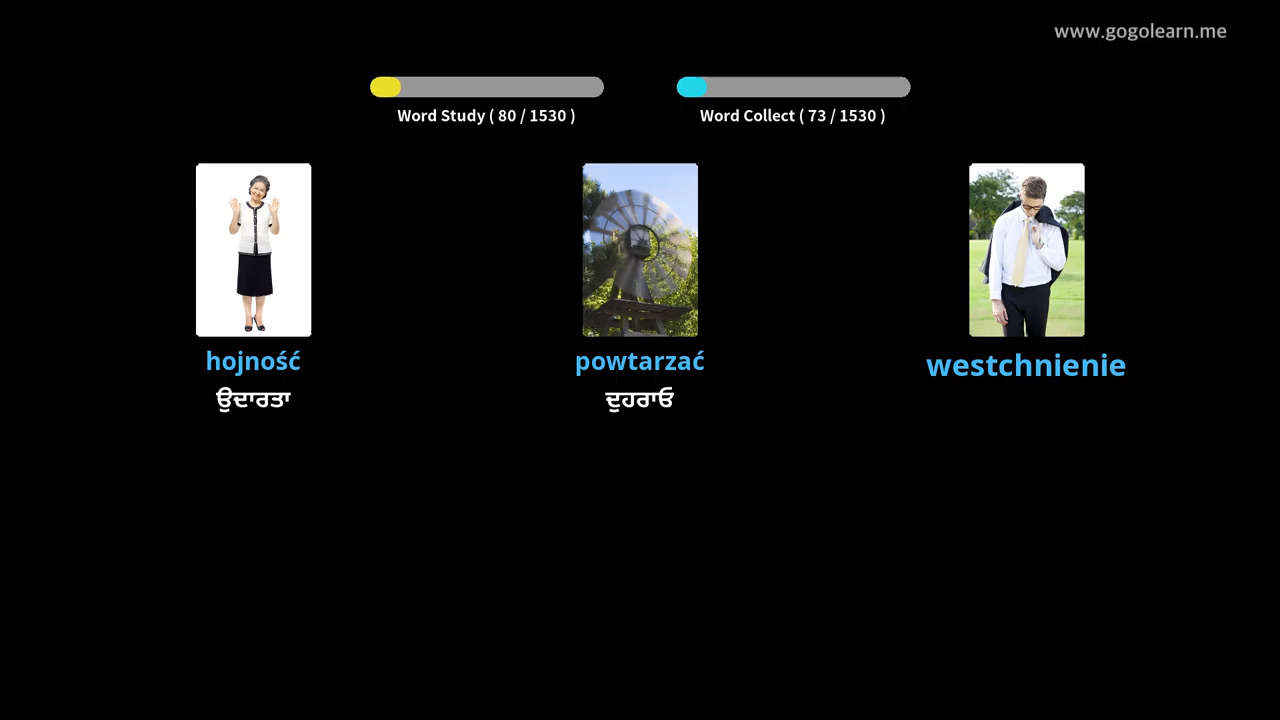 www.gogolearn.me
Word Study ( 80 / 1530 )
Word Collect ( 73 / 1530 )
hojność
powtarzać
westchnienie
ਉਦਾਰਤਾ
ਦੁਹਰਾਓ